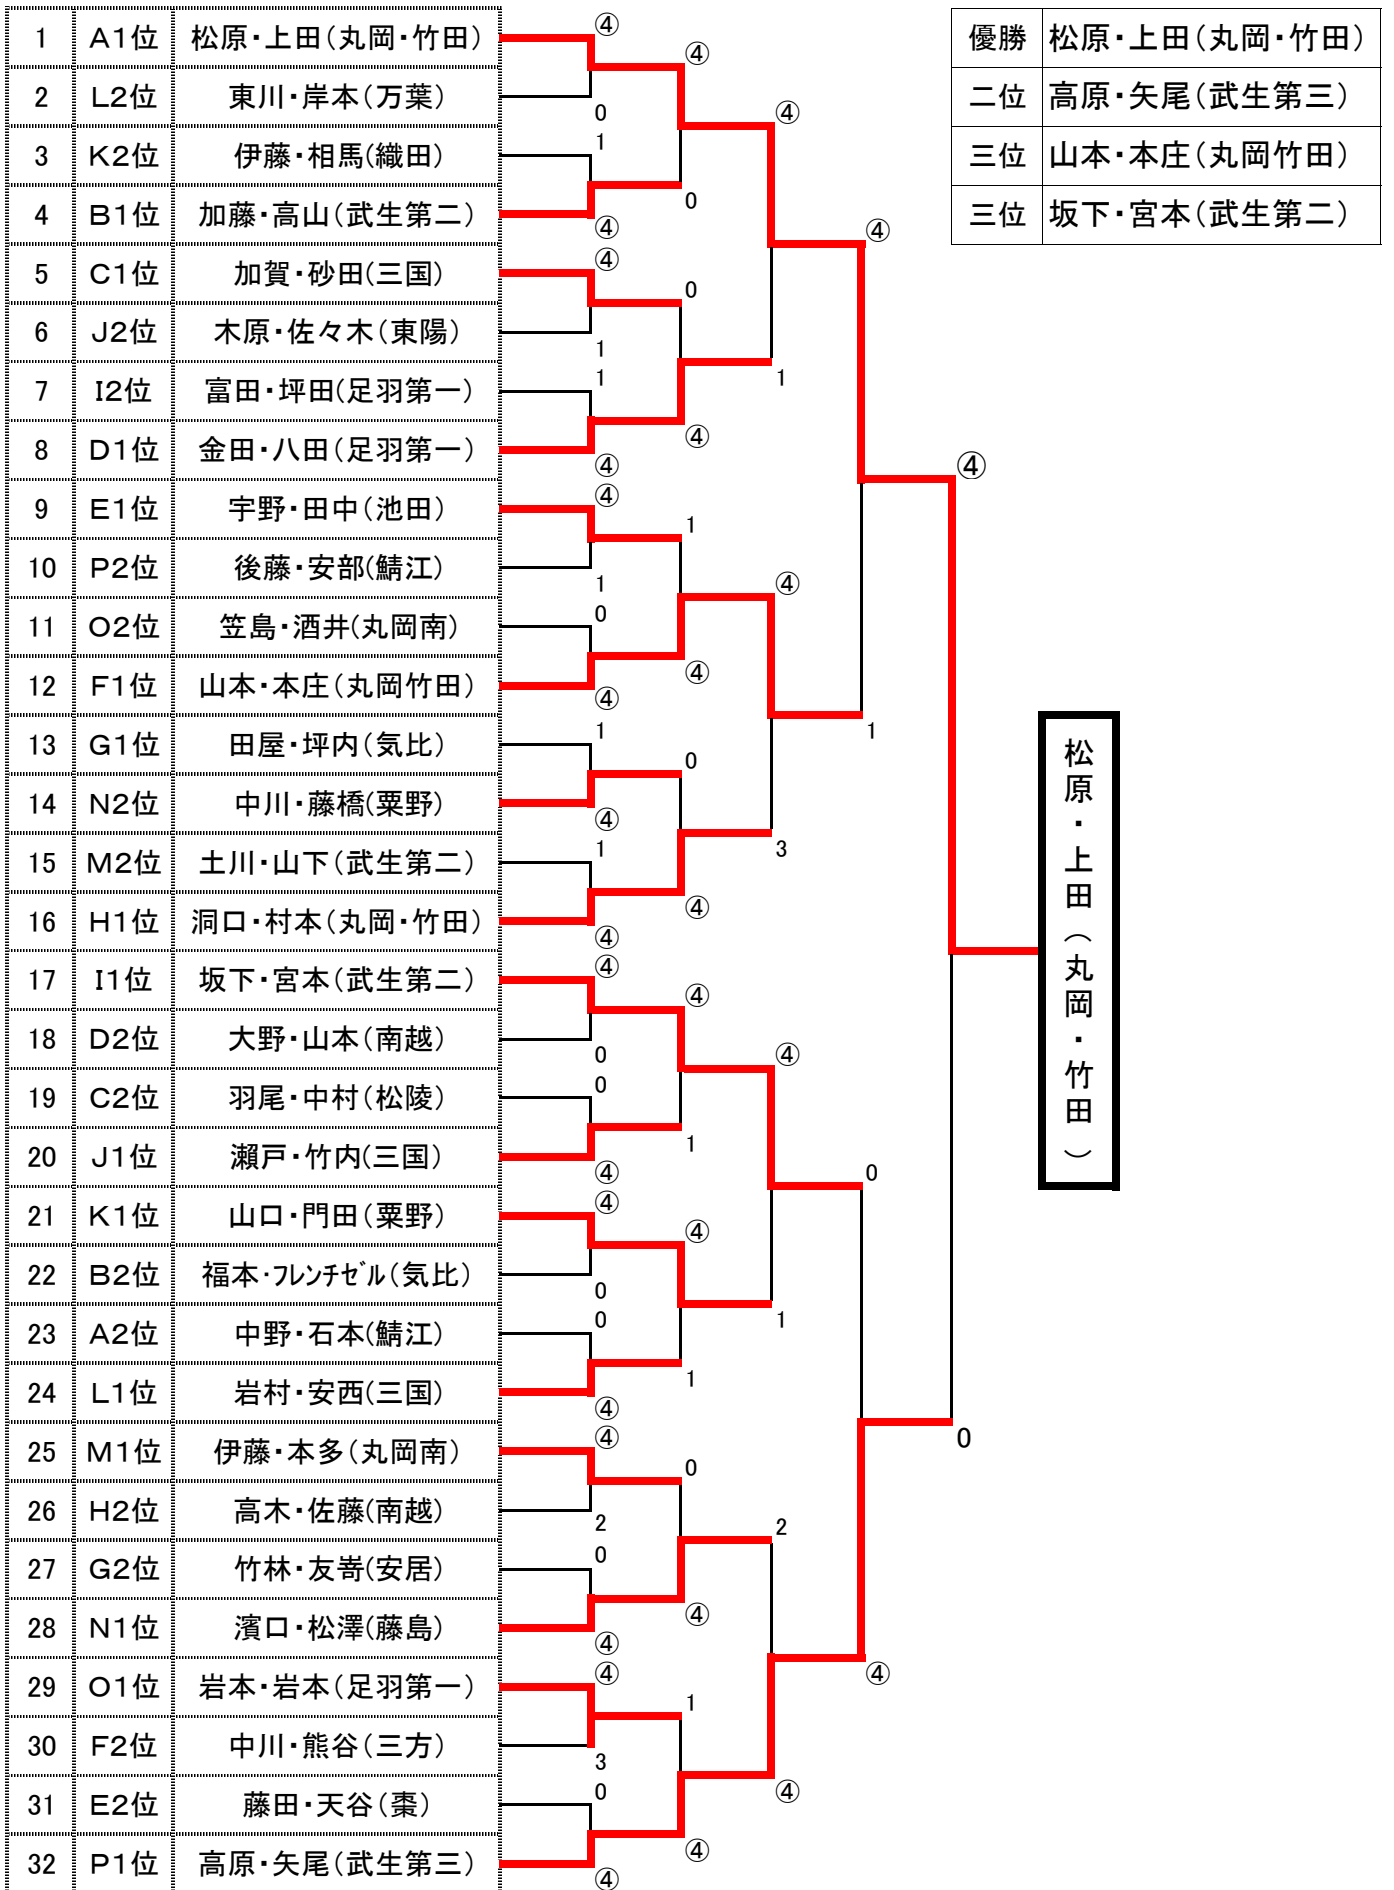 1 A1位 松原・上田(丸岡・竹田)
2 L2位 東川・岸本(万葉)
3 K2位 伊藤・相馬(織田)
4 B1位 加藤・高山(武生第二)
5 C1位 加賀・砂田(三国)
6 J2位 木原・佐々木(東陽)
7 I2位 富田・坪田(足羽第一)
8 D1位 金田・八田(足羽第一)
9 E1位 宇野・田中(池田)
10 P2位 後藤・安部(鯖江)
11 O2位 笠島・酒井(丸岡南)
12 F1位 山本・本庄(丸岡竹田)
13 G1位 田屋・坪内(気比)
14 N2位 中川・藤橋(粟野)
15 M2位 土川・山下(武生第二)
16 H1位 洞口・村本(丸岡・竹田)
17 I1位 坂下・宮本(武生第二)
18 D2位 大野・山本(南越)
19 C2位 羽尾・中村(松陵)
20 J1位 瀬戸・竹内(三国)
21 K1位 山口・門田(粟野)
22 B2位 福本・フレンチゼル(気比)
23 A2位 中野・石本(鯖江)
24 L1位 岩村・安西(三国)
25 M1位 伊藤・本多(丸岡南)
26 H2位 高木・佐藤(南越)
27 G2位 竹林・友嵜(安居)
28 N1位 濱口・松澤(藤島)
29 O1位 岩本・岩本(足羽第一)
30 F2位 中川・熊谷(三方)
31 E2位 藤田・天谷(棗)
32 P1位 高原・矢尾(武生第三)
④
0
1
④
④
1
1
④
④
1
0
④
1
④
1
④
④
0
0
④
④
0
0
④
④
2
0
④
④
3
0
④
④
0
0
④
1
④
0
④
④
1
④
1
0
④
1
④
④
1
④
3
④
1
2
④
④
1
0
④
④
0
優勝 松原・上田(丸岡・竹田)
二位 高原・矢尾(武生第三)
三位 山本・本庄(丸岡竹田)
三位 坂下・宮本(武生第二)
松原・上田(丸岡・竹田)